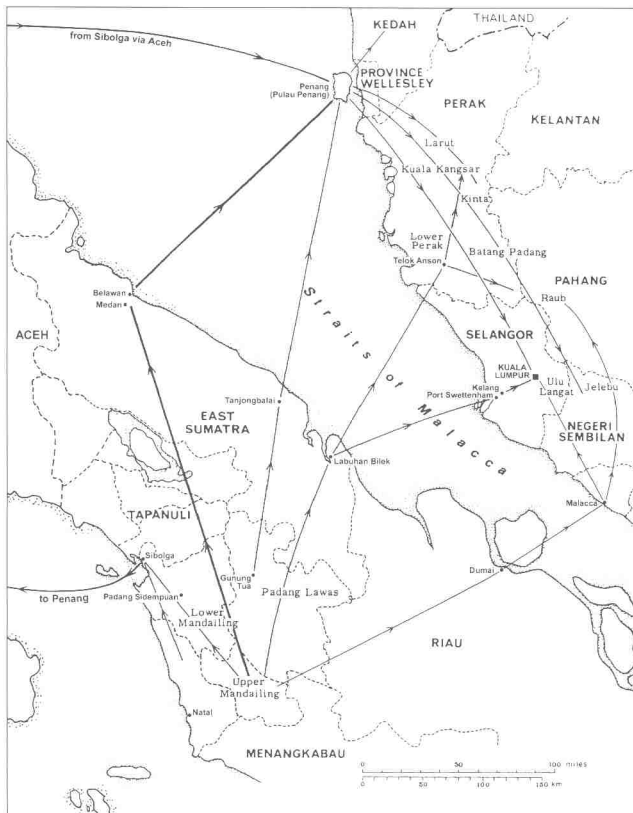 KEDAH
THAILAND
from Sibolga via Aceh
PROVINCE
WELLESLEY
Penang
(Pulau Penang)
PERAK
KELANTAN
Larut
Kuala Kangsar
Kinta
Lower
Perak
Batang Padang
Telok Anson
PAHANG
Raub
Belawan
Medan
Straits of Malacca
ACEH
SELANGOR
KUALA
LUMPUR
Ulu
Langat
Jelebu
Kelang
Port Swettenham
Tanjongbalai
EAST
SUMATRA
NEGERI
SEMBILAN
Labuhan Bilek
Malacca
TAPANULI
Sibolga
Gunung
Tua
Dumai
to Penang
Padang Sidempuan
Padang Lawas
Lower
Mandailing
RIAU
Upper
Mandailing
Natal
MENANGKABAU
0 50 100 miles
0 50 100 150 km